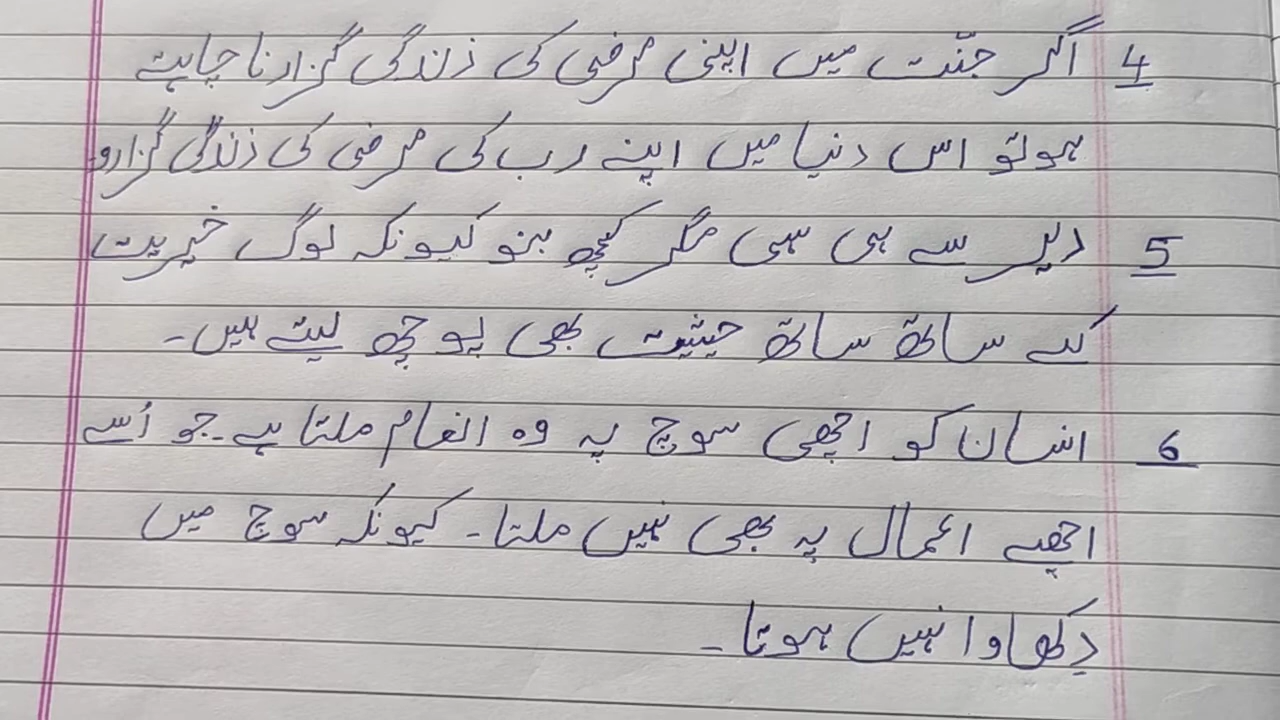 4 اگر جنّت میں اپنی مرضی کی زندگی گزارنا چاہتے
ہو تو اس دنیا میں اپنے رب کی مرضی کی زندگی گزارو۔
5 دیر سے ہی سہی مگر کچھ بنو کیونکہ لوگ خیریت
کے ساتھ ساتھ حیثیت بھی پوچھ لیتے ہیں۔
6 انسان کو اچھی سوچ پہ وہ انعام ملتا ہے۔ جو اُسے
اچھے اعمال پہ بھی نہیں ملتا۔ کیونکہ سوچ میں
دِکھاوا نہیں ہوتا۔